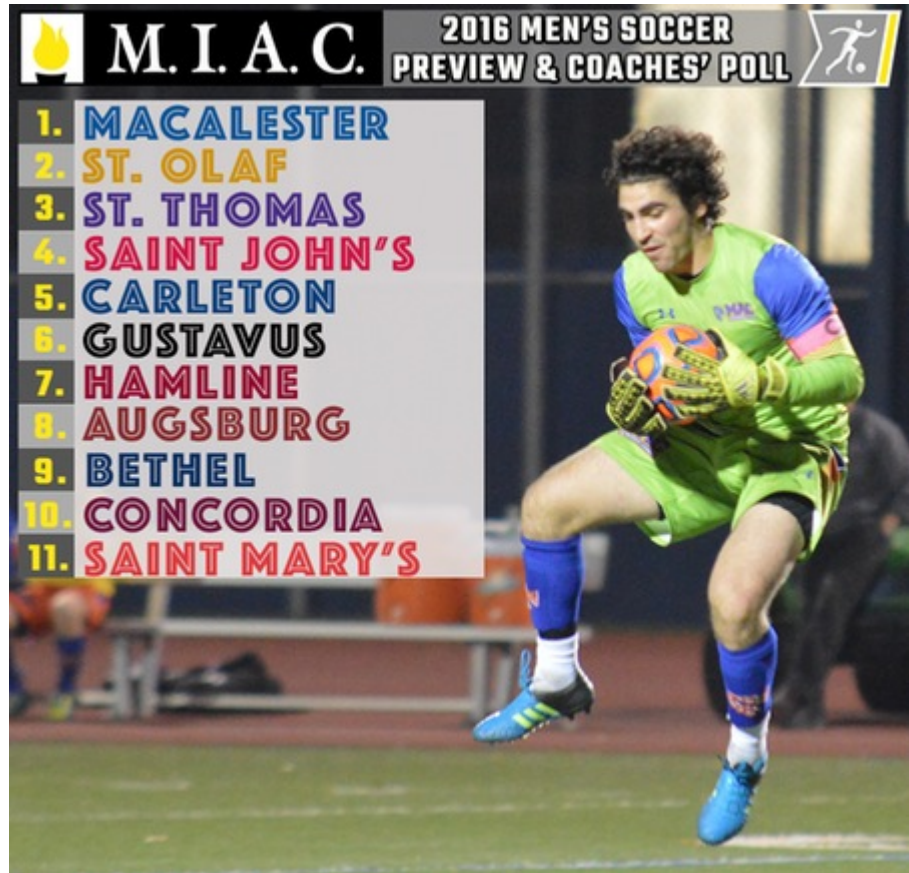 M. I. A. C.
2016 MEN'S SOCCER
PREVIEW & COACHES' POLL
1. MACALESTER
2. ST. OLAF
3. ST. THOMAS
4. SAINT JOHN'S
5. CARLETON
6. GUSTAVUS
7. HAMLINE
8. AUGSBURG
9. BETHEL
10. CONCORDIA
11. SAINT MARY'S
MAC
C